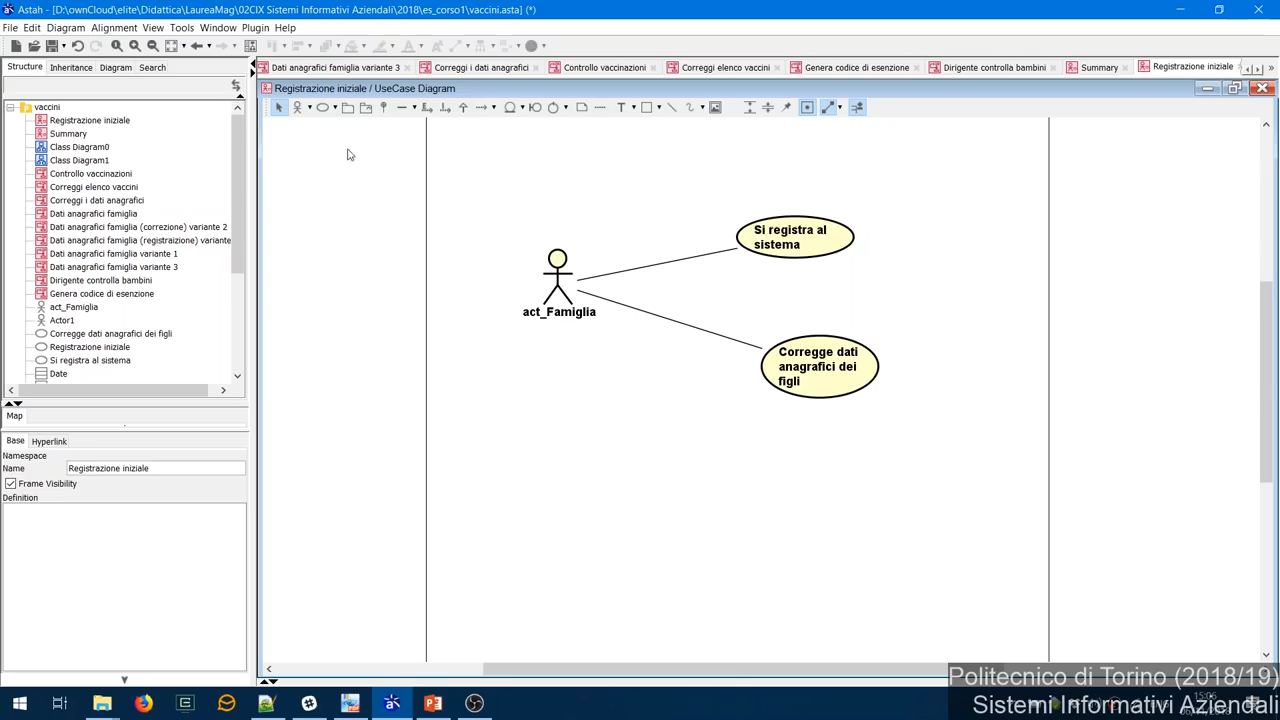 Astah - [D:\ownCloud\elite\Didattica\LaureaMag\02CIX Sistemi Informativi Aziendali\2018\es_corso1\vaccini.asta] (*)
File Edit Diagram Alignment View Tools Window Plugin Help
Structure Inheritance Diagram Search
Dati anagrafici famiglia variante 3
Correggi i dati anagrafici
Controllo vaccinazioni
Correggi elenco vaccini
Genera codice di esenzione
Dirigente controlla bambini
Summary
Registrazione iniziale
Registrazione iniziale / UseCase Diagram
vaccini
Registrazione iniziale
Summary
Class Diagram0
Class Diagram1
Controllo vaccinazioni
Correggi elenco vaccini
Correggi i dati anagrafici
Dati anagrafici famiglia
Dati anagrafici famiglia (correzione) variante 2
Dati anagrafici famiglia (registraizione) variante
Dati anagrafici famiglia variante 1
Dati anagrafici famiglia variante 3
Dirigente controlla bambini
Genera codice di esenzione
act_Famiglia
Actor1
Corregge dati anagrafici dei figli
Registrazione iniziale
Si registra al sistema
Date
Map
Base Hyperlink
Namespace
Name Registrazione iniziale
Frame Visibility
Definition
Si registra al
sistema
act_Famiglia
Corregge dati
anagrafici dei
figli
Politecnico di Torino (2018/19)
Sistemi Informativi Aziendali